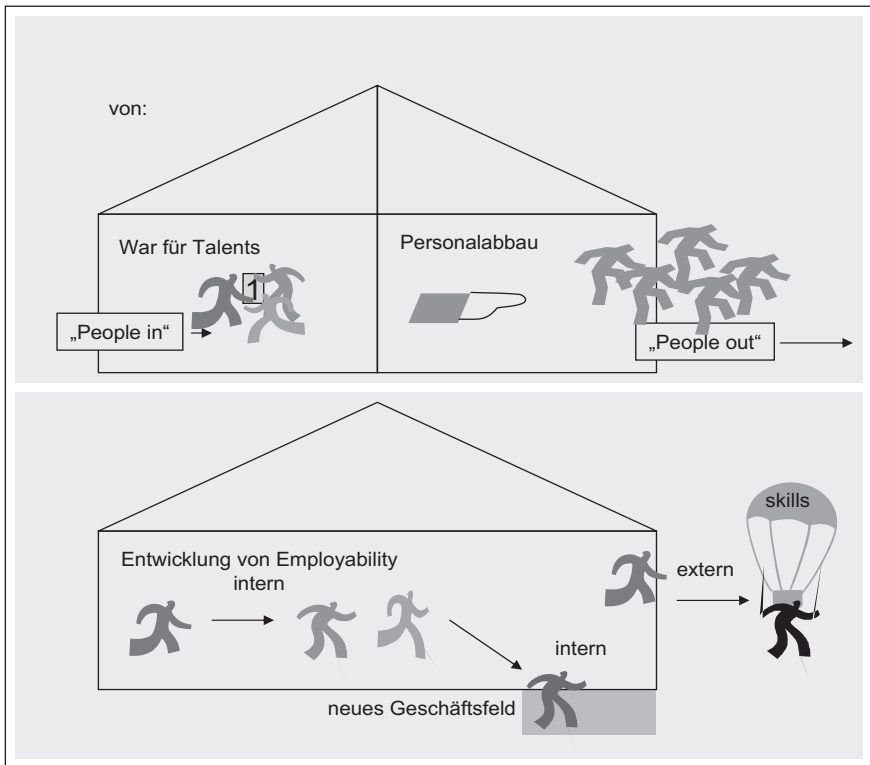 von:
War für Talents
Personalabbau
1
„People in“
„People out“
skills
Entwicklung von Employability
intern
extern
intern
neues Geschäftsfeld